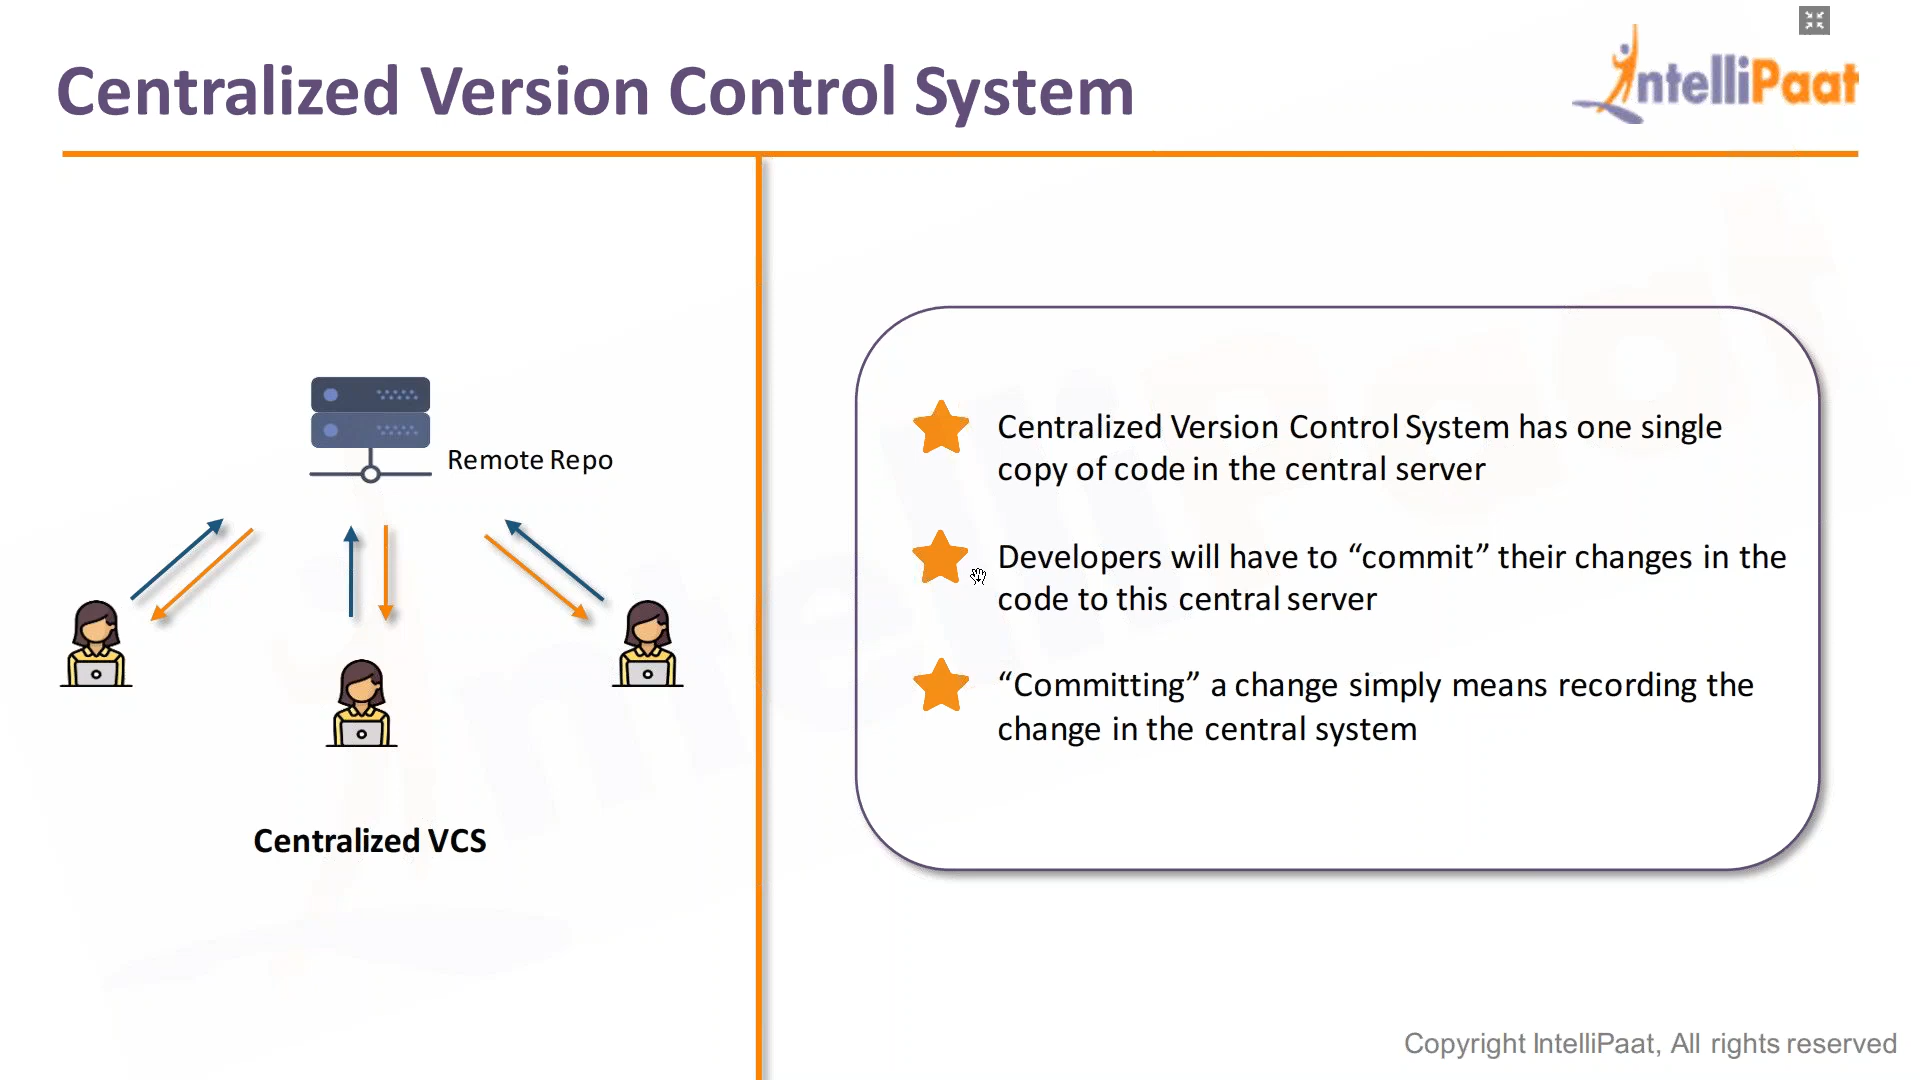 Centralized Version Control System
IntelliPaat
Remote Repo
Centralized VCS
Centralized Version Control System has one single
copy of code in the central server
Developers will have to “commit” their changes in the
code to this central server
“Committing” a change simply means recording the
change in the central system
Copyright IntelliPaat, All rights reserved